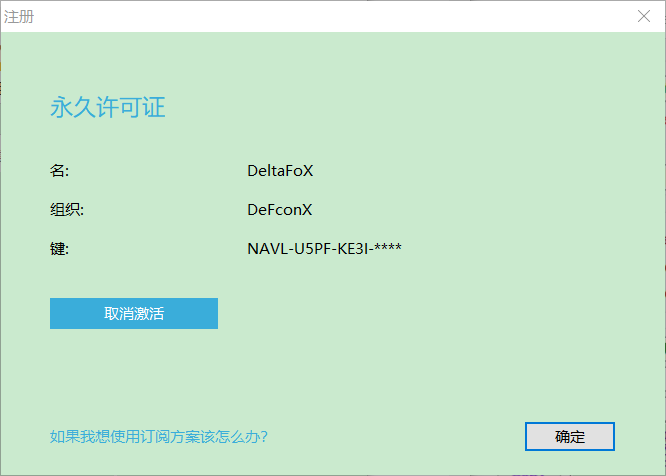 注册
永久许可证
名: DeltaFoX
组织: DeFconX
键: NAVL-U5PF-KE3I-****
取消激活
如果我想使用订阅方案该怎么办?
确定